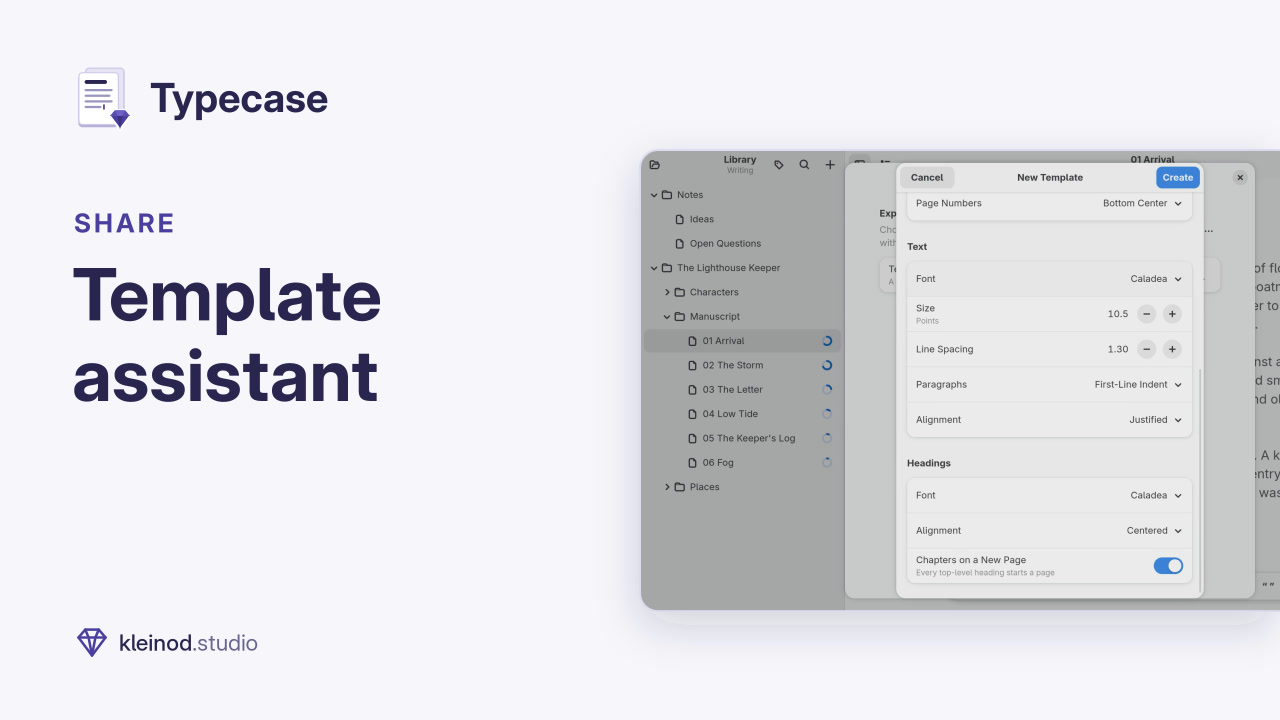 Typecase
SHARE
Template
assistant
kleinod.studio
Library
Writing
Notes
Ideas
Open Questions
The Lighthouse Keeper
Characters
Manuscript
01 Arrival
02 The Storm
03 The Letter
04 Low Tide
05 The Keeper's Log
06 Fog
Places
01 Arrival
Cancel
New Template
Create
Page Numbers
Bottom Center
Text
Font
Caladea
Size
Points
10.5
Line Spacing
1.30
Paragraphs
First-Line Indent
Alignment
Justified
Headings
Font
Caladea
Alignment
Centered
Chapters on a New Page
Every top-level heading starts a page